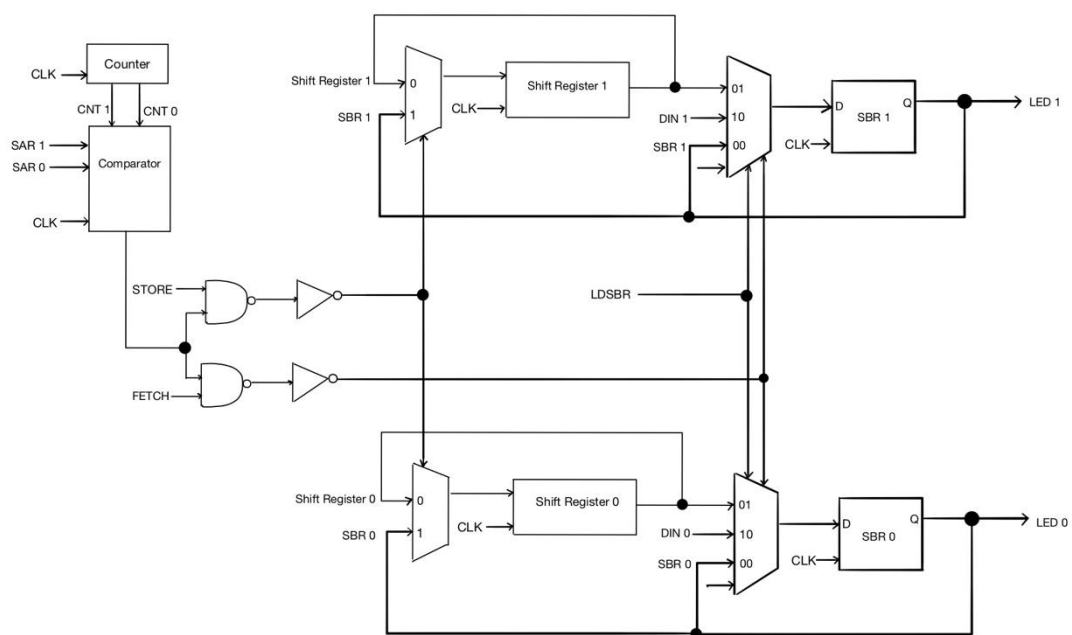 CLK
Counter
CNT 1
CNT 0
SAR 1
SAR 0
Comparator
CLK
STORE
FETCH
Shift Register 1
0
SBR 1
1
CLK
Shift Register 1
01
DIN 1
10
SBR 1
00
D
Q
SBR 1
CLK
LED 1
LDSBR
Shift Register 0
0
SBR 0
1
CLK
Shift Register 0
01
DIN 0
10
SBR 0
00
D
Q
SBR 0
CLK
LED 0